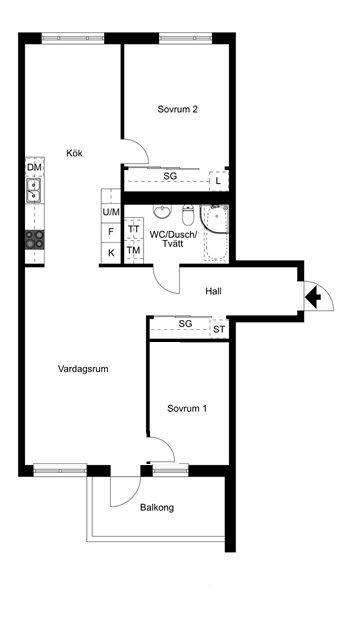 Sovrum 2
Kök
DM
SG
L
U/M
F
K
TT
TM
WC/Dusch/
Tvätt
Hall
SG
ST
Vardagsrum
Sovrum 1
Balkong